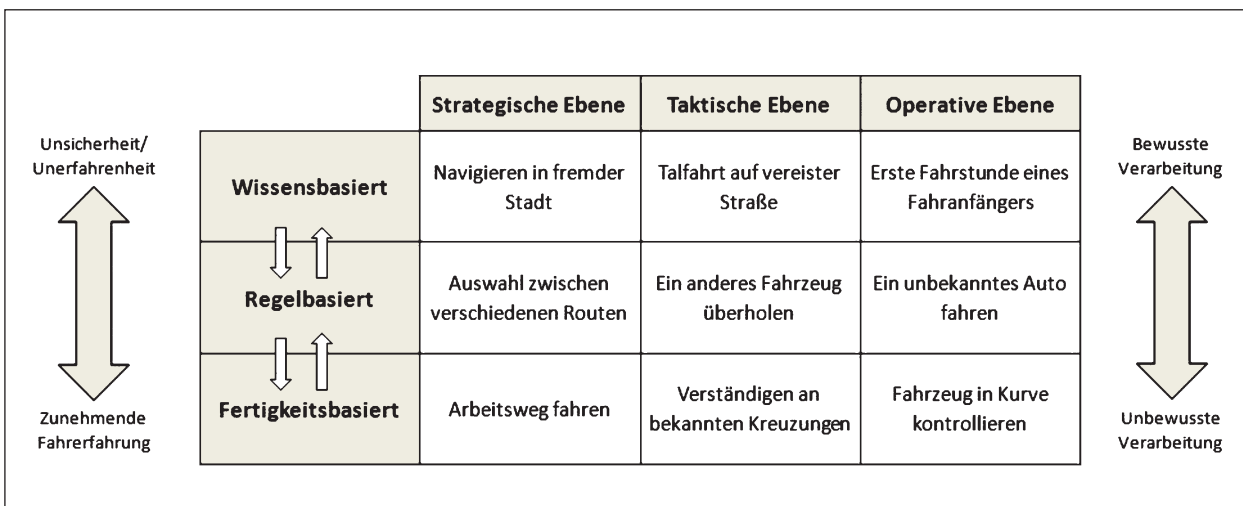 Strategische Ebene
Taktische Ebene
Operative Ebene
Unsicherheit/
Unerfahrenheit
Zunehmende
Fahrerfahrung
Wissensbasiert
Navigieren in fremder
Stadt
Talfahrt auf vereister
Straße
Erste Fahrstunde eines
Fahranfängers
Regelbasiert
Auswahl zwischen
verschiedenen Routen
Ein anderes Fahrzeug
überholen
Ein unbekanntes Auto
fahren
Fertigkeitsbasiert
Arbeitsweg fahren
Verständigen an
bekannten Kreuzungen
Fahrzeug in Kurve
kontrollieren
Bewusste
Verarbeitung
Unbewusste
Verarbeitung